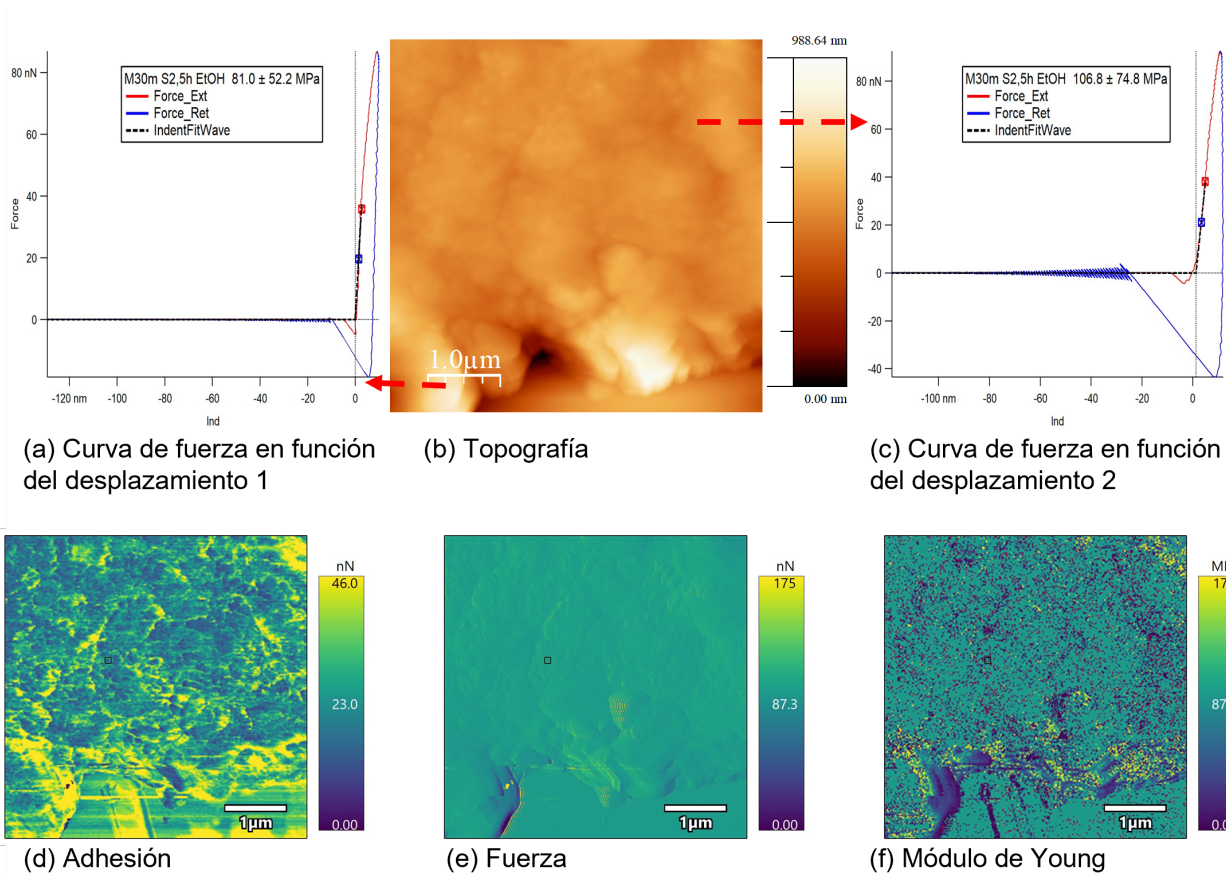 988.64 nm
0.00 nm
1.0µm
80 nN
60
40
20
0
Force
M30m S2,5h EtOH 81.0 ± 52.2 MPa
Force_Ext
Force_Ret
IndentFitWave
-120 nm
-100
-80
-60
-40
-20
0
Ind
80 nN
60
40
20
0
-20
-40
Force
M30m S2,5h EtOH 106.8 ± 74.8 MPa
Force_Ext
Force_Ret
IndentFitWave
-100 nm
-80
-60
-40
-20
0
Ind
(a) Curva de fuerza en función
del desplazamiento 1
(b) Topografía
(c) Curva de fuerza en función
del desplazamiento 2
nN
46.0
23.0
0.00
1µm
nN
175
87.3
0.00
1µm
1µm
(d) Adhesión
(e) Fuerza
(f) Módulo de Young